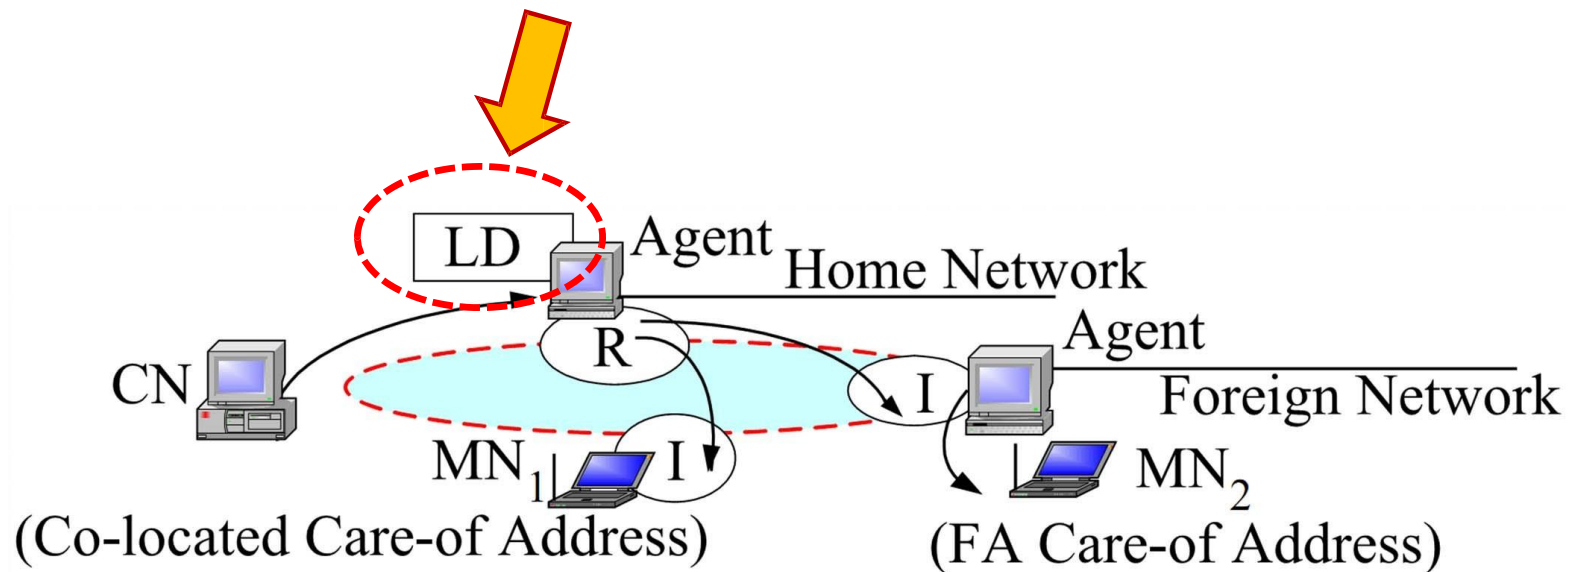 LD
Agent
Home Network
R
Agent
CN
I
Foreign Network
MN1
I
MN2
(Co-located Care-of Address)
(FA Care-of Address)